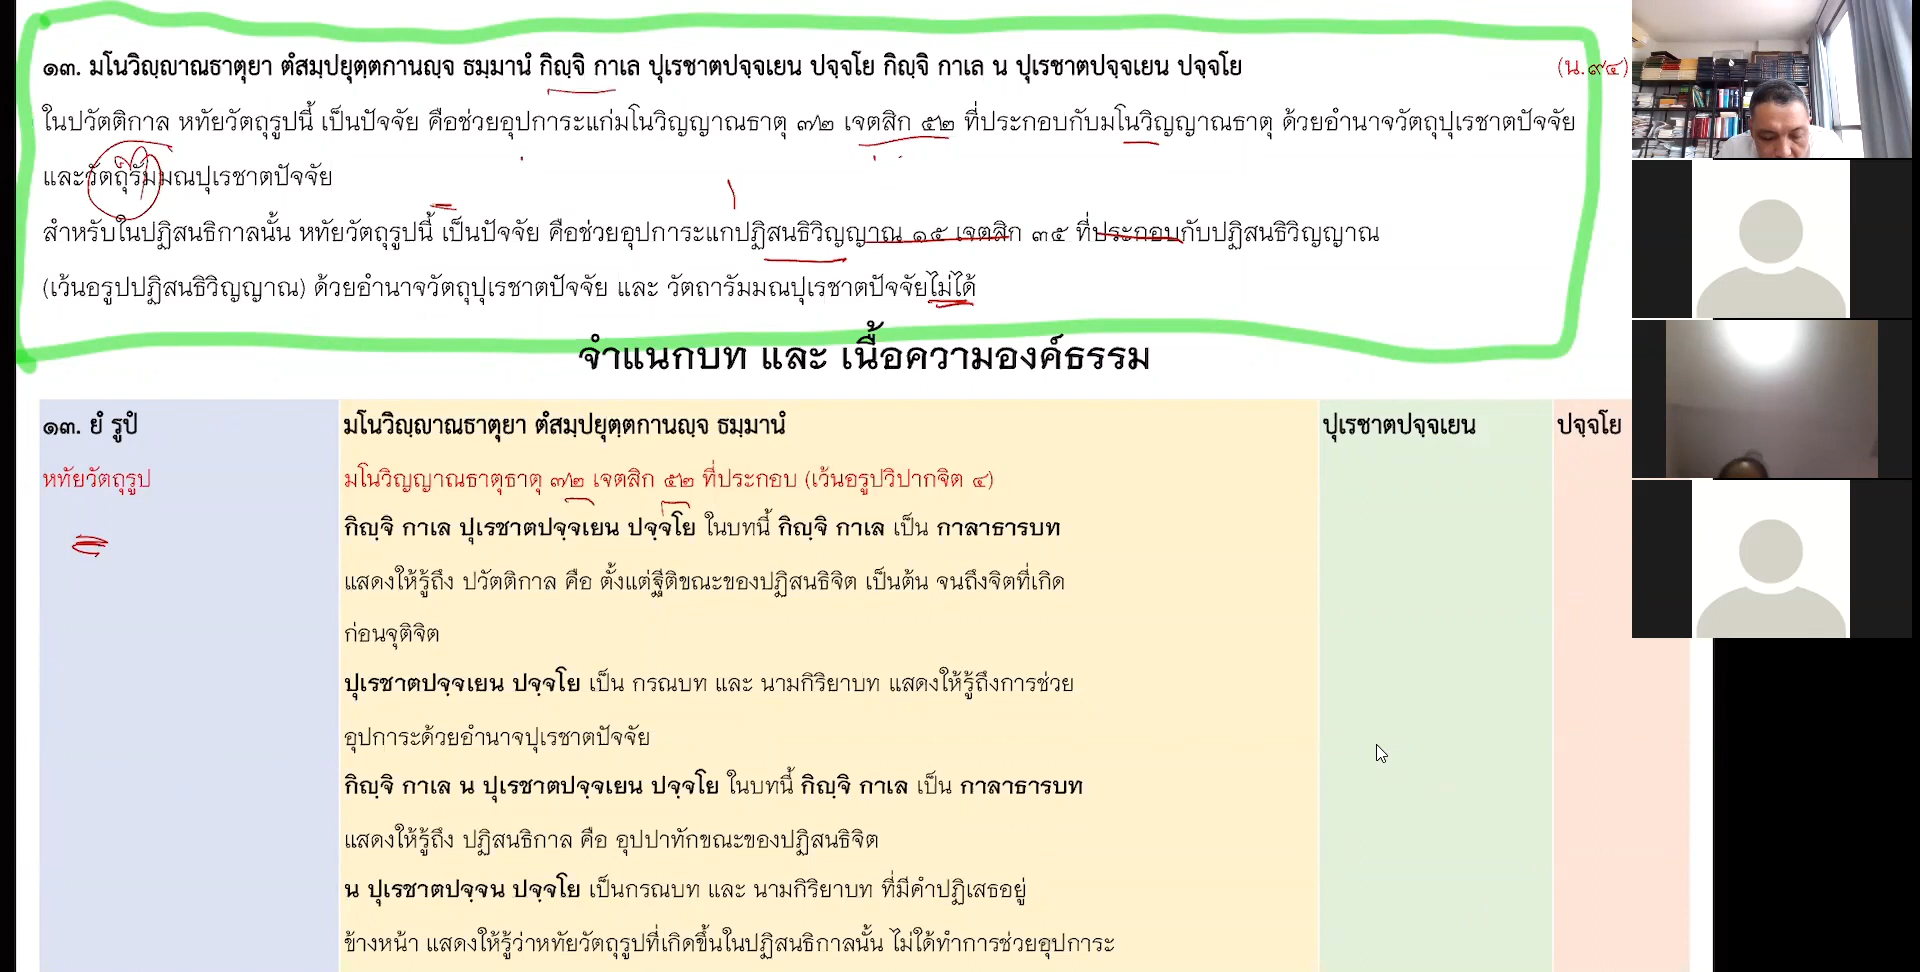 ๑๓. มโนวิญฺญาณธาตุยา ตํสมฺปยุตฺตกานญฺจ ธมฺมานํ กิญฺจิ กาเล ปุเรชาตปจฺจเยน ปจฺจโย กิญฺจิ กาเล น ปุเรชาตปจฺจเยน ปจฺจโย
(น.๙๔)
ในปวัตติกาล หทัยวัตถุรูปนี้ เป็นปัจจัย คือช่วยอุปการะแก่มโนวิญญาณธาตุ ๗๒ เจตสิก ๕๒ ที่ประกอบกับมโนวิญญาณธาตุ ด้วยอำนาจวัตถุปุเรชาตปัจจัย
และวัตถุรัมมณปุเรชาตปัจจัย
สำหรับในปฏิสนธิกาลนั้น หทัยวัตถุรูปนี้ เป็นปัจจัย คือช่วยอุปการะแกปฏิสนธิวิญญาณ ๑๕ เจตสิก ๓๕ ที่ประกอบกับปฏิสนธิวิญญาณ
(เว้นอรูปปฏิสนธิวิญญาณ) ด้วยอำนาจวัตถุปุเรชาตปัจจัย และ วัตถารัมมณปุเรชาตปัจจัยไม่ได้
จำแนกบท และ เนื้อความองค์ธรรม
๑๓. ยํ รูปํ
หทัยวัตถุรูป
มโนวิญฺญาณธาตุยา ตํสมฺปยุตฺตกานญฺจ ธมฺมานํ
มโนวิญญาณธาตุธาตุ ๗๒ เจตสิก ๕๒ ที่ประกอบ (เว้นอรูปวิปากจิต ๔)
กิญฺจิ กาเล ปุเรชาตปจฺจเยน ปจฺจโย ในบทนี้ กิญฺจิ กาเล เป็น กาลาธารบท
แสดงให้รู้ถึง ปวัตติกาล คือ ตั้งแต่ฐีติขณะของปฏิสนธิจิต เป็นต้น จนถึงจิตที่เกิด
ก่อนจุติจิต
ปุเรชาตปจฺจเยน ปจฺจโย เป็น กรณบท และ นามกิริยาบท แสดงให้รู้ถึงการช่วย
อุปการะด้วยอำนาจปุเรชาตปัจจัย
กิญฺจิ กาเล น ปุเรชาตปจฺจเยน ปจฺจโย ในบทนี้ กิญฺจิ กาเล เป็น กาลาธารบท
แสดงให้รู้ถึง ปฏิสนธิกาล คือ อุปปาทักขณะของปฏิสนธิจิต
น ปุเรชาตปจฺจน ปจฺจโย เป็นกรณบท และ นามกิริยาบท ที่มีคำปฏิเสธอยู่
ข้างหน้า แสดงให้รู้ว่าหทัยวัตถุรูปที่เกิดขึ้นในปฏิสนธิกาลนั้น ไม่ใด้ทำการช่วยอุปการะ
ปุเรชาตปจฺจเยน
ปจฺจโย